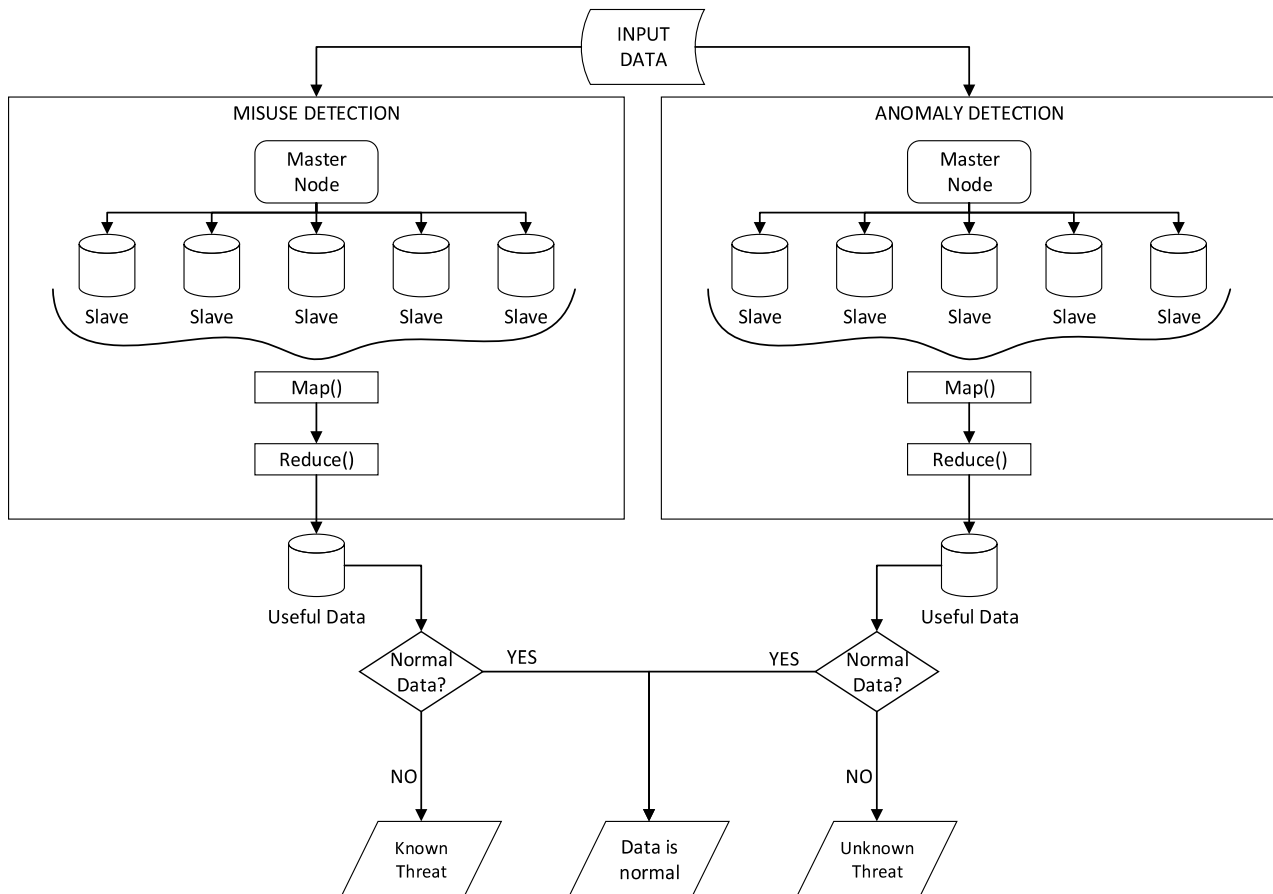 INPUT
DATA
MISUSE DETECTION
Master
Node
Slave Slave Slave Slave Slave
Map()
Reduce()
Useful Data
ANOMALY DETECTION
Master
Node
Slave Slave Slave Slave Slave
Map()
Reduce()
Useful Data
Normal
Data?
YES
NO
YES
Normal
Data?
NO
Known
Threat
Data is
normal
Unknown
Threat